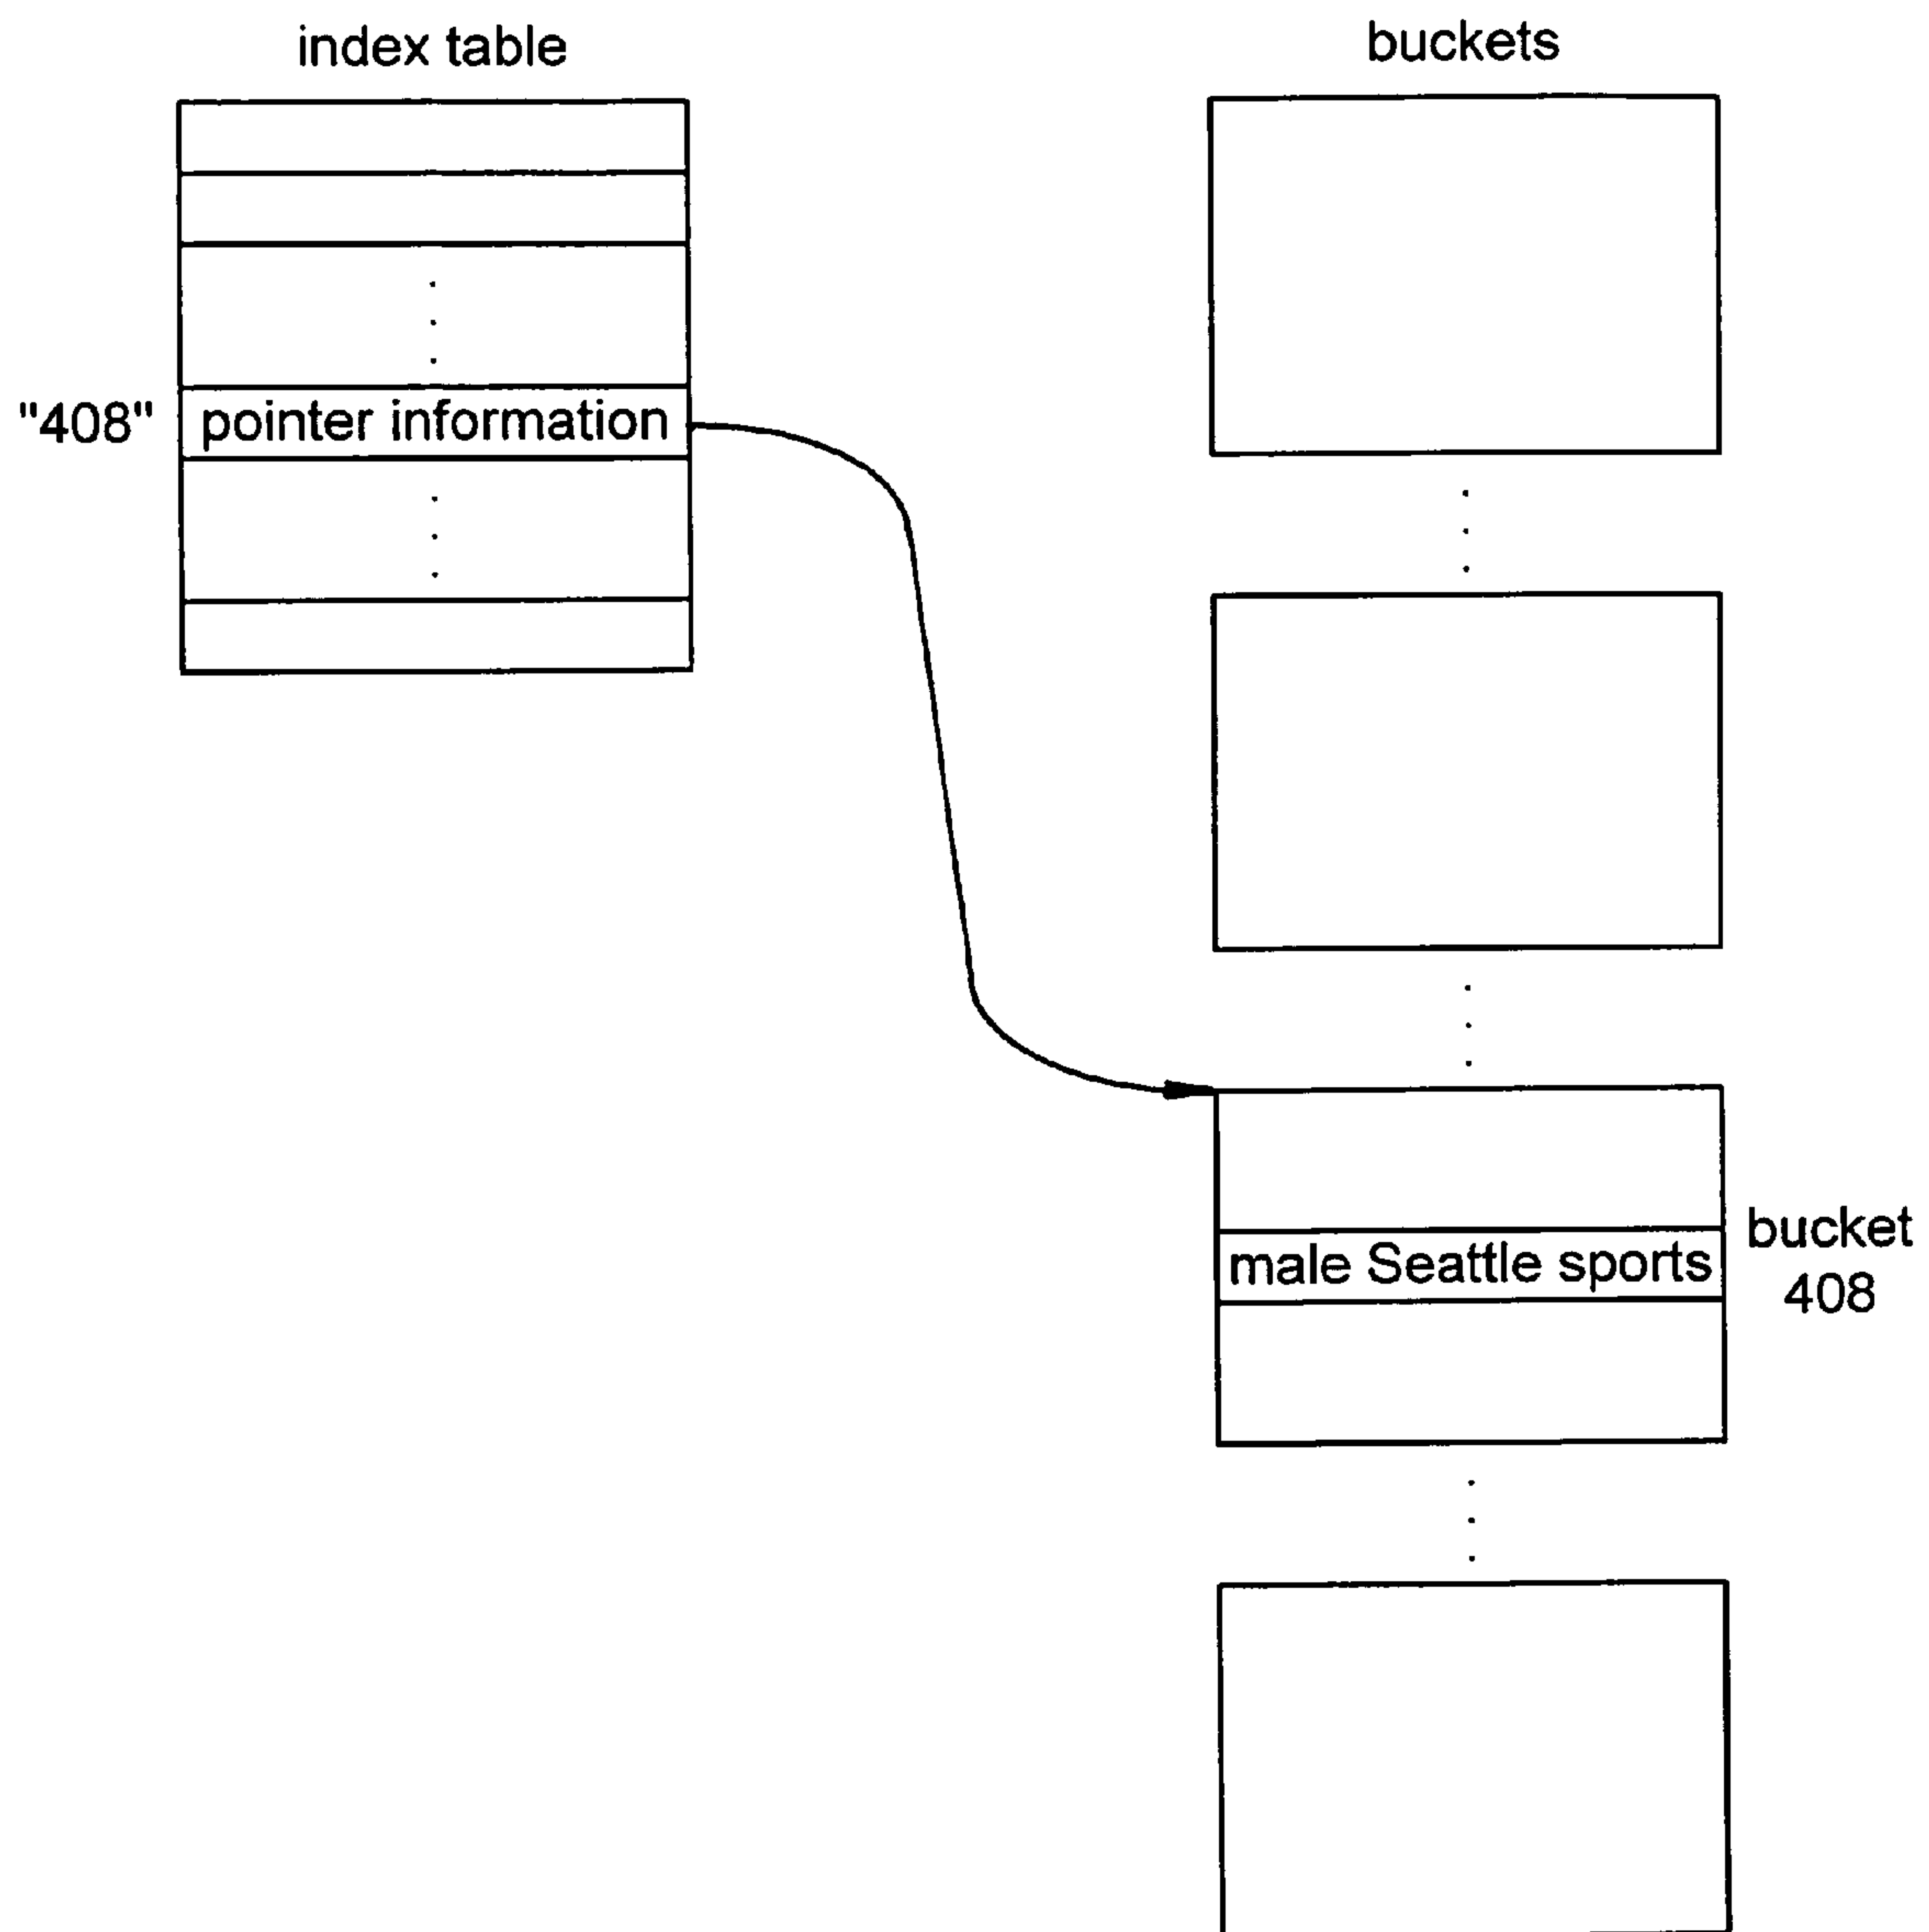 index table
buckets
"408"
pointer information
male Seattle sports
bucket
408